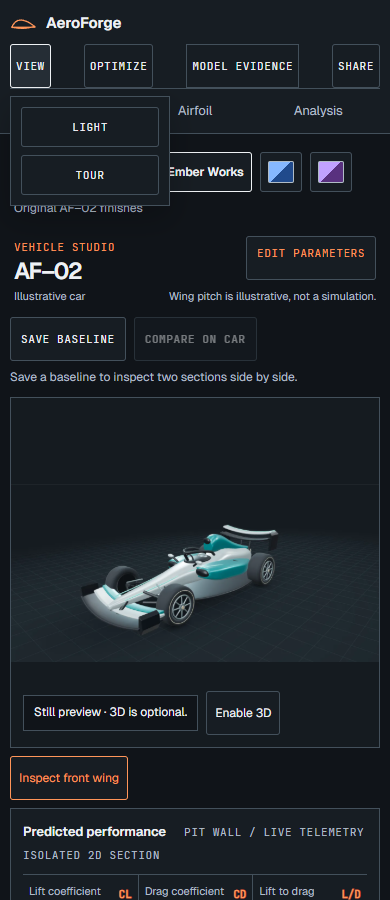 AeroForge
VIEW OPTIMIZE MODEL EVIDENCE SHARE
LIGHT
TOUR
Airfoil Analysis
Ember Works
Original AF–02 finishes
VEHICLE STUDIO
AF–02
EDIT PARAMETERS
Illustrative car
Wing pitch is illustrative, not a simulation.
SAVE BASELINE COMPARE ON CAR
Save a baseline to inspect two sections side by side.
Still preview · 3D is optional. Enable 3D
Inspect front wing
Predicted performance PIT WALL / LIVE TELEMETRY
ISOLATED 2D SECTION
Lift coefficient CL Drag coefficient CD Lift to drag L/D